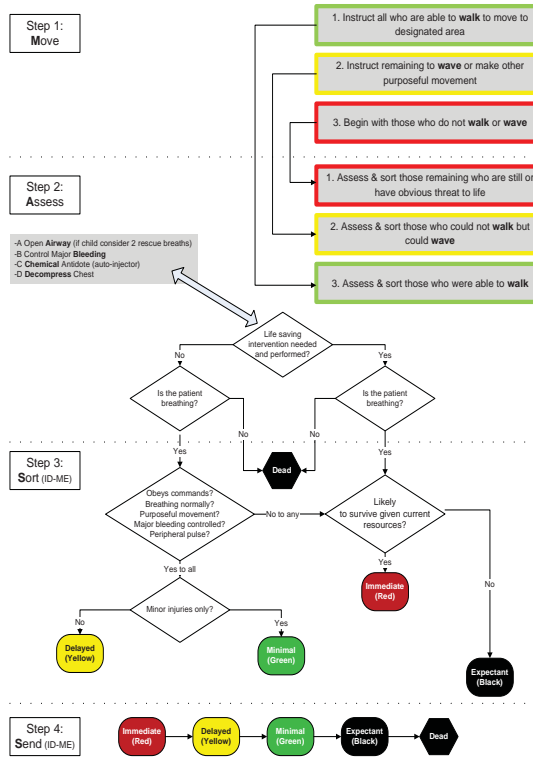 Step 1:
Move
1. Instruct all who are able to walk to move to
designated area
2. Instruct remaining to wave or make other
purposeful movement
3. Begin with those who do not walk or wave
Step 2:
Assess
1. Assess & sort those remaining who are still or
have obvious threat to life
2. Assess & sort those who could not walk but
could wave
3. Assess & sort those who were able to walk
-A Open Airway (if child consider 2 rescue breaths)
-B Control Major Bleeding
-C Chemical Antidote (auto-injector)
-D Decompress Chest
Life saving
intervention needed
and performed?
No
Yes
Is the patient
breathing?
Is the patient
breathing?
No
No
Yes
Yes
Dead
Step 3:
Sort (ID-ME)
Obeys commands?
Breathing normally?
Purposeful movement?
Major bleeding controlled?
Peripheral pulse?
No to any
Likely
to survive given current
resources?
Yes
No
Immediate
(Red)
Yes to all
Minor injuries only?
No
Yes
Delayed
(Yellow)
Minimal
(Green)
Expectant
(Black)
Step 4:
Send (ID-ME)
Immediate
(Red)
Delayed
(Yellow)
Minimal
(Green)
Expectant
(Black)
Dead